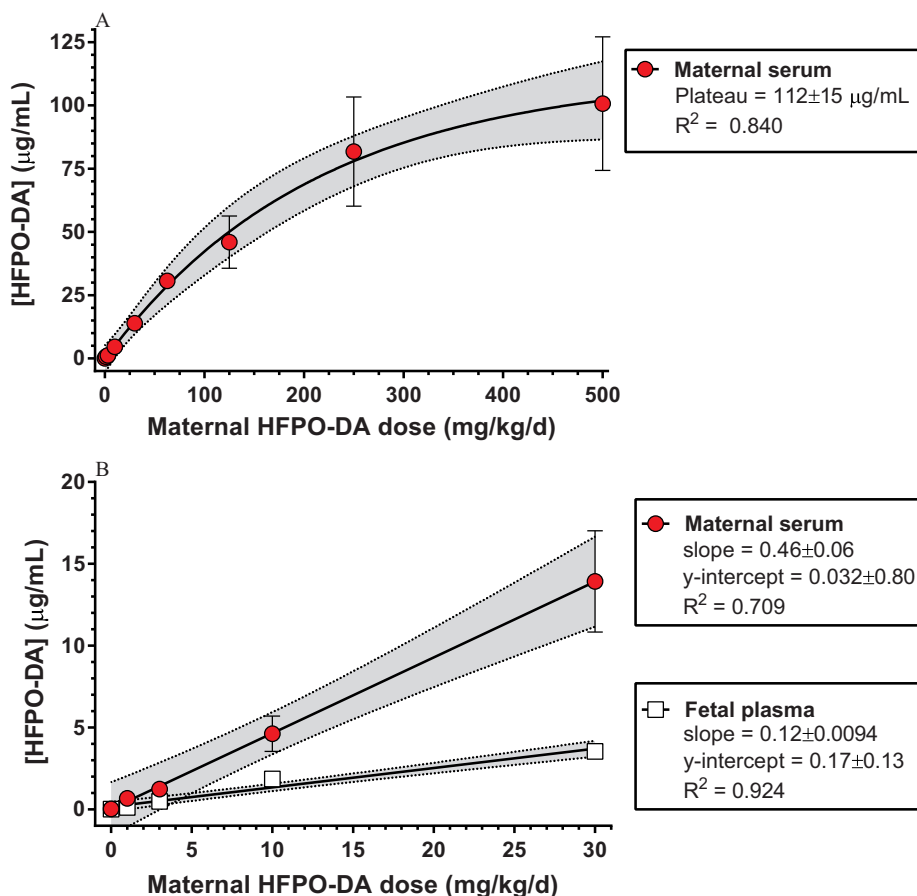 A
125
100
75
50
25
0
[HFPO-DA] (μg/mL)
0 100 200 300 400 500
Maternal HFPO-DA dose (mg/kg/d)
Maternal serum
Plateau = 112±15 μg/mL
R² = 0.840
B
20
15
10
5
0
[HFPO-DA] (μg/mL)
0 5 10 15 20 25 30
Maternal HFPO-DA dose (mg/kg/d)
Maternal serum
slope = 0.46±0.06
y-intercept = 0.032±0.80
R² = 0.709
Fetal plasma
slope = 0.12±0.0094
y-intercept = 0.17±0.13
R² = 0.924